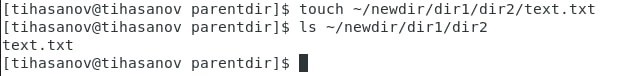 [tihasanov@tihasanov parentdir]$ touch ~/newdir/dir1/dir2/text.txt
[tihasanov@tihasanov parentdir]$ ls ~/newdir/dir1/dir2
text.txt
[tihasanov@tihasanov parentdir]$